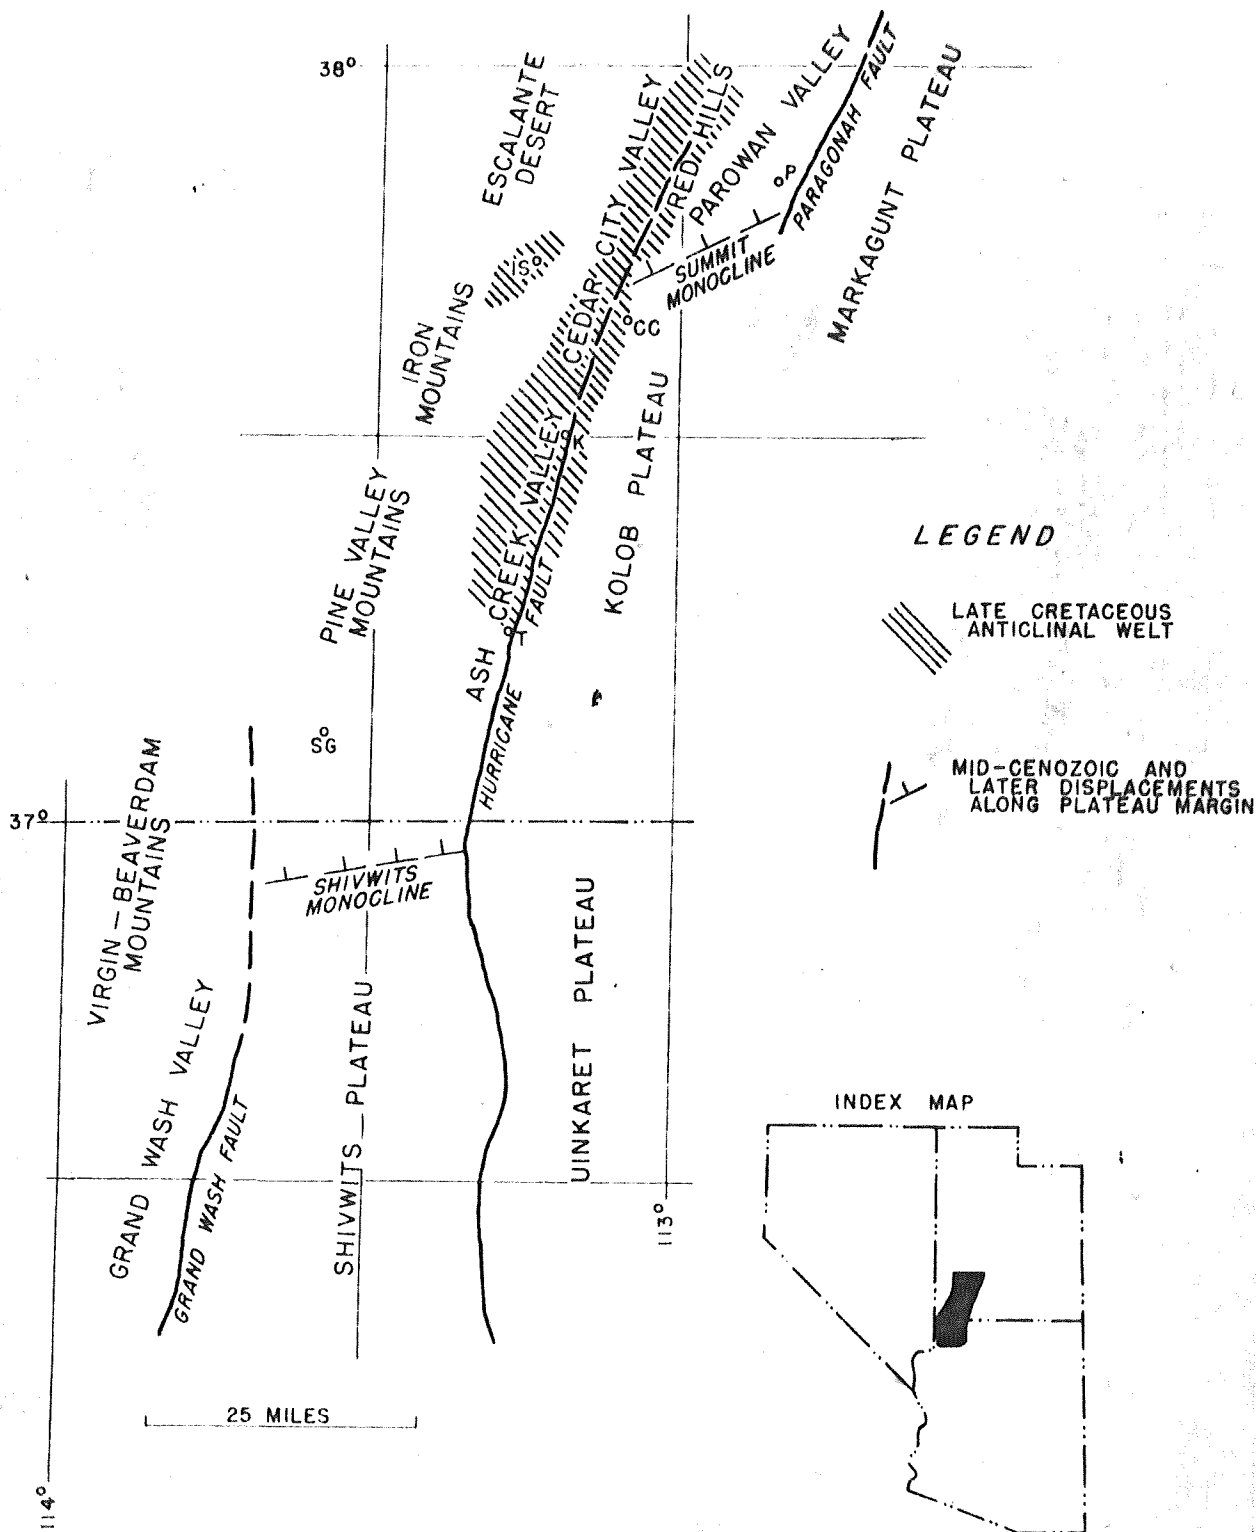 38°
ESCALANTE
DESERT
CEDAR CITY VALLEY
RED HILLS
PAROWAN VALLEY
PARAGONAH FAULT
MARKAGUNT PLATEAU
P
SUMMIT
MONOCLINE
IS
IRON
MOUNTAINS
CC
K
KOLOB PLATEAU
PINE VALLEY
MOUNTAINS
ASH CREEK VALLEY
HURRICANE FAULT
T
SG
LEGEND
LATE CRETACEOUS
ANTICLINAL WELT
MID-CENOZOIC AND
LATER DISPLACEMENTS
ALONG PLATEAU MARGIN
37°
VIRGIN – BEAVERDAM
MOUNTAINS
SHIVWITS
MONOCLINE
GRAND WASH VALLEY
GRAND WASH FAULT
SHIVWITS PLATEAU
UINKARET PLATEAU
113°
INDEX MAP
25 MILES
114°